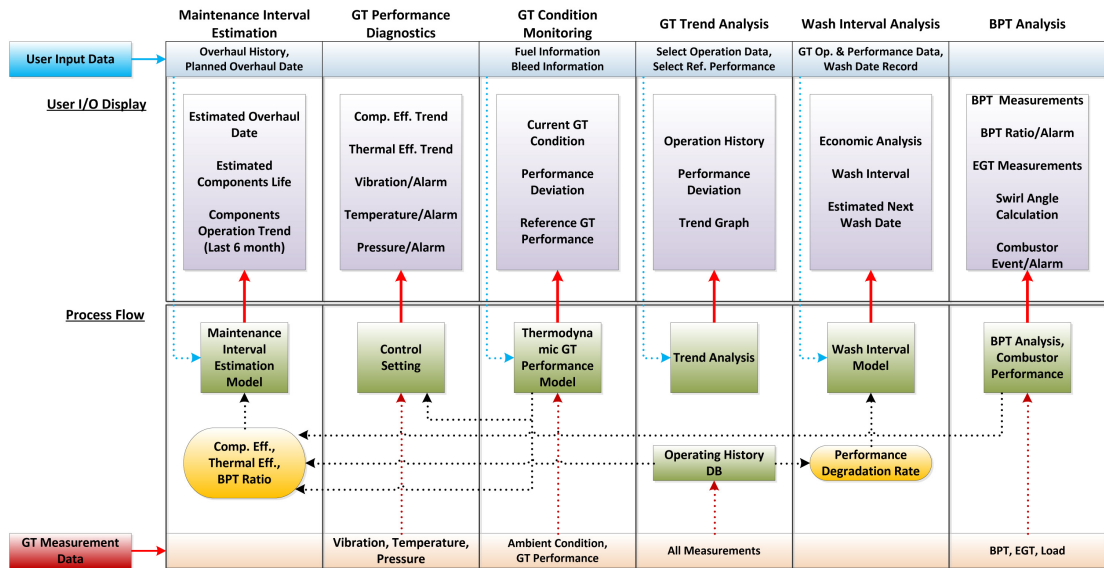 Maintenance Interval
Estimation
GT Performance
Diagnostics
GT Condition
Monitoring
GT Trend Analysis
Wash Interval Analysis
BPT Analysis
User Input Data
Overhaul History,
Planned Overhaul Date
Fuel Information
Bleed Information
Select Operation Data,
Select Ref. Performance
GT Op. & Performance Data,
Wash Date Record
User I/O Display
Estimated Overhaul
Date
Estimated
Components Life
Components
Operation Trend
(Last 6 month)
Comp. Eff. Trend
Thermal Eff. Trend
Vibration/Alarm
Temperature/Alarm
Pressure/Alarm
Current GT
Condition
Performance
Deviation
Reference GT
Performance
Operation History
Performance
Deviation
Trend Graph
Economic Analysis
Wash Interval
Estimated Next
Wash Date
BPT Measurements
BPT Ratio/Alarm
EGT Measurements
Swirl Angle
Calculation
Combustor
Event/Alarm
Process Flow
Maintenance
Interval
Estimation
Model
Control
Setting
Thermodyna
mic GT
Performance
Model
Trend Analysis
Wash Interval
Model
BPT Analysis,
Combustor
Performance
Comp. Eff.,
Thermal Eff.,
BPT Ratio
Operating History
DB
Performance
Degradation Rate
GT Measurement
Data
Vibration, Temperature,
Pressure
Ambient Condition,
GT Performance
All Measurements
BPT, EGT, Load